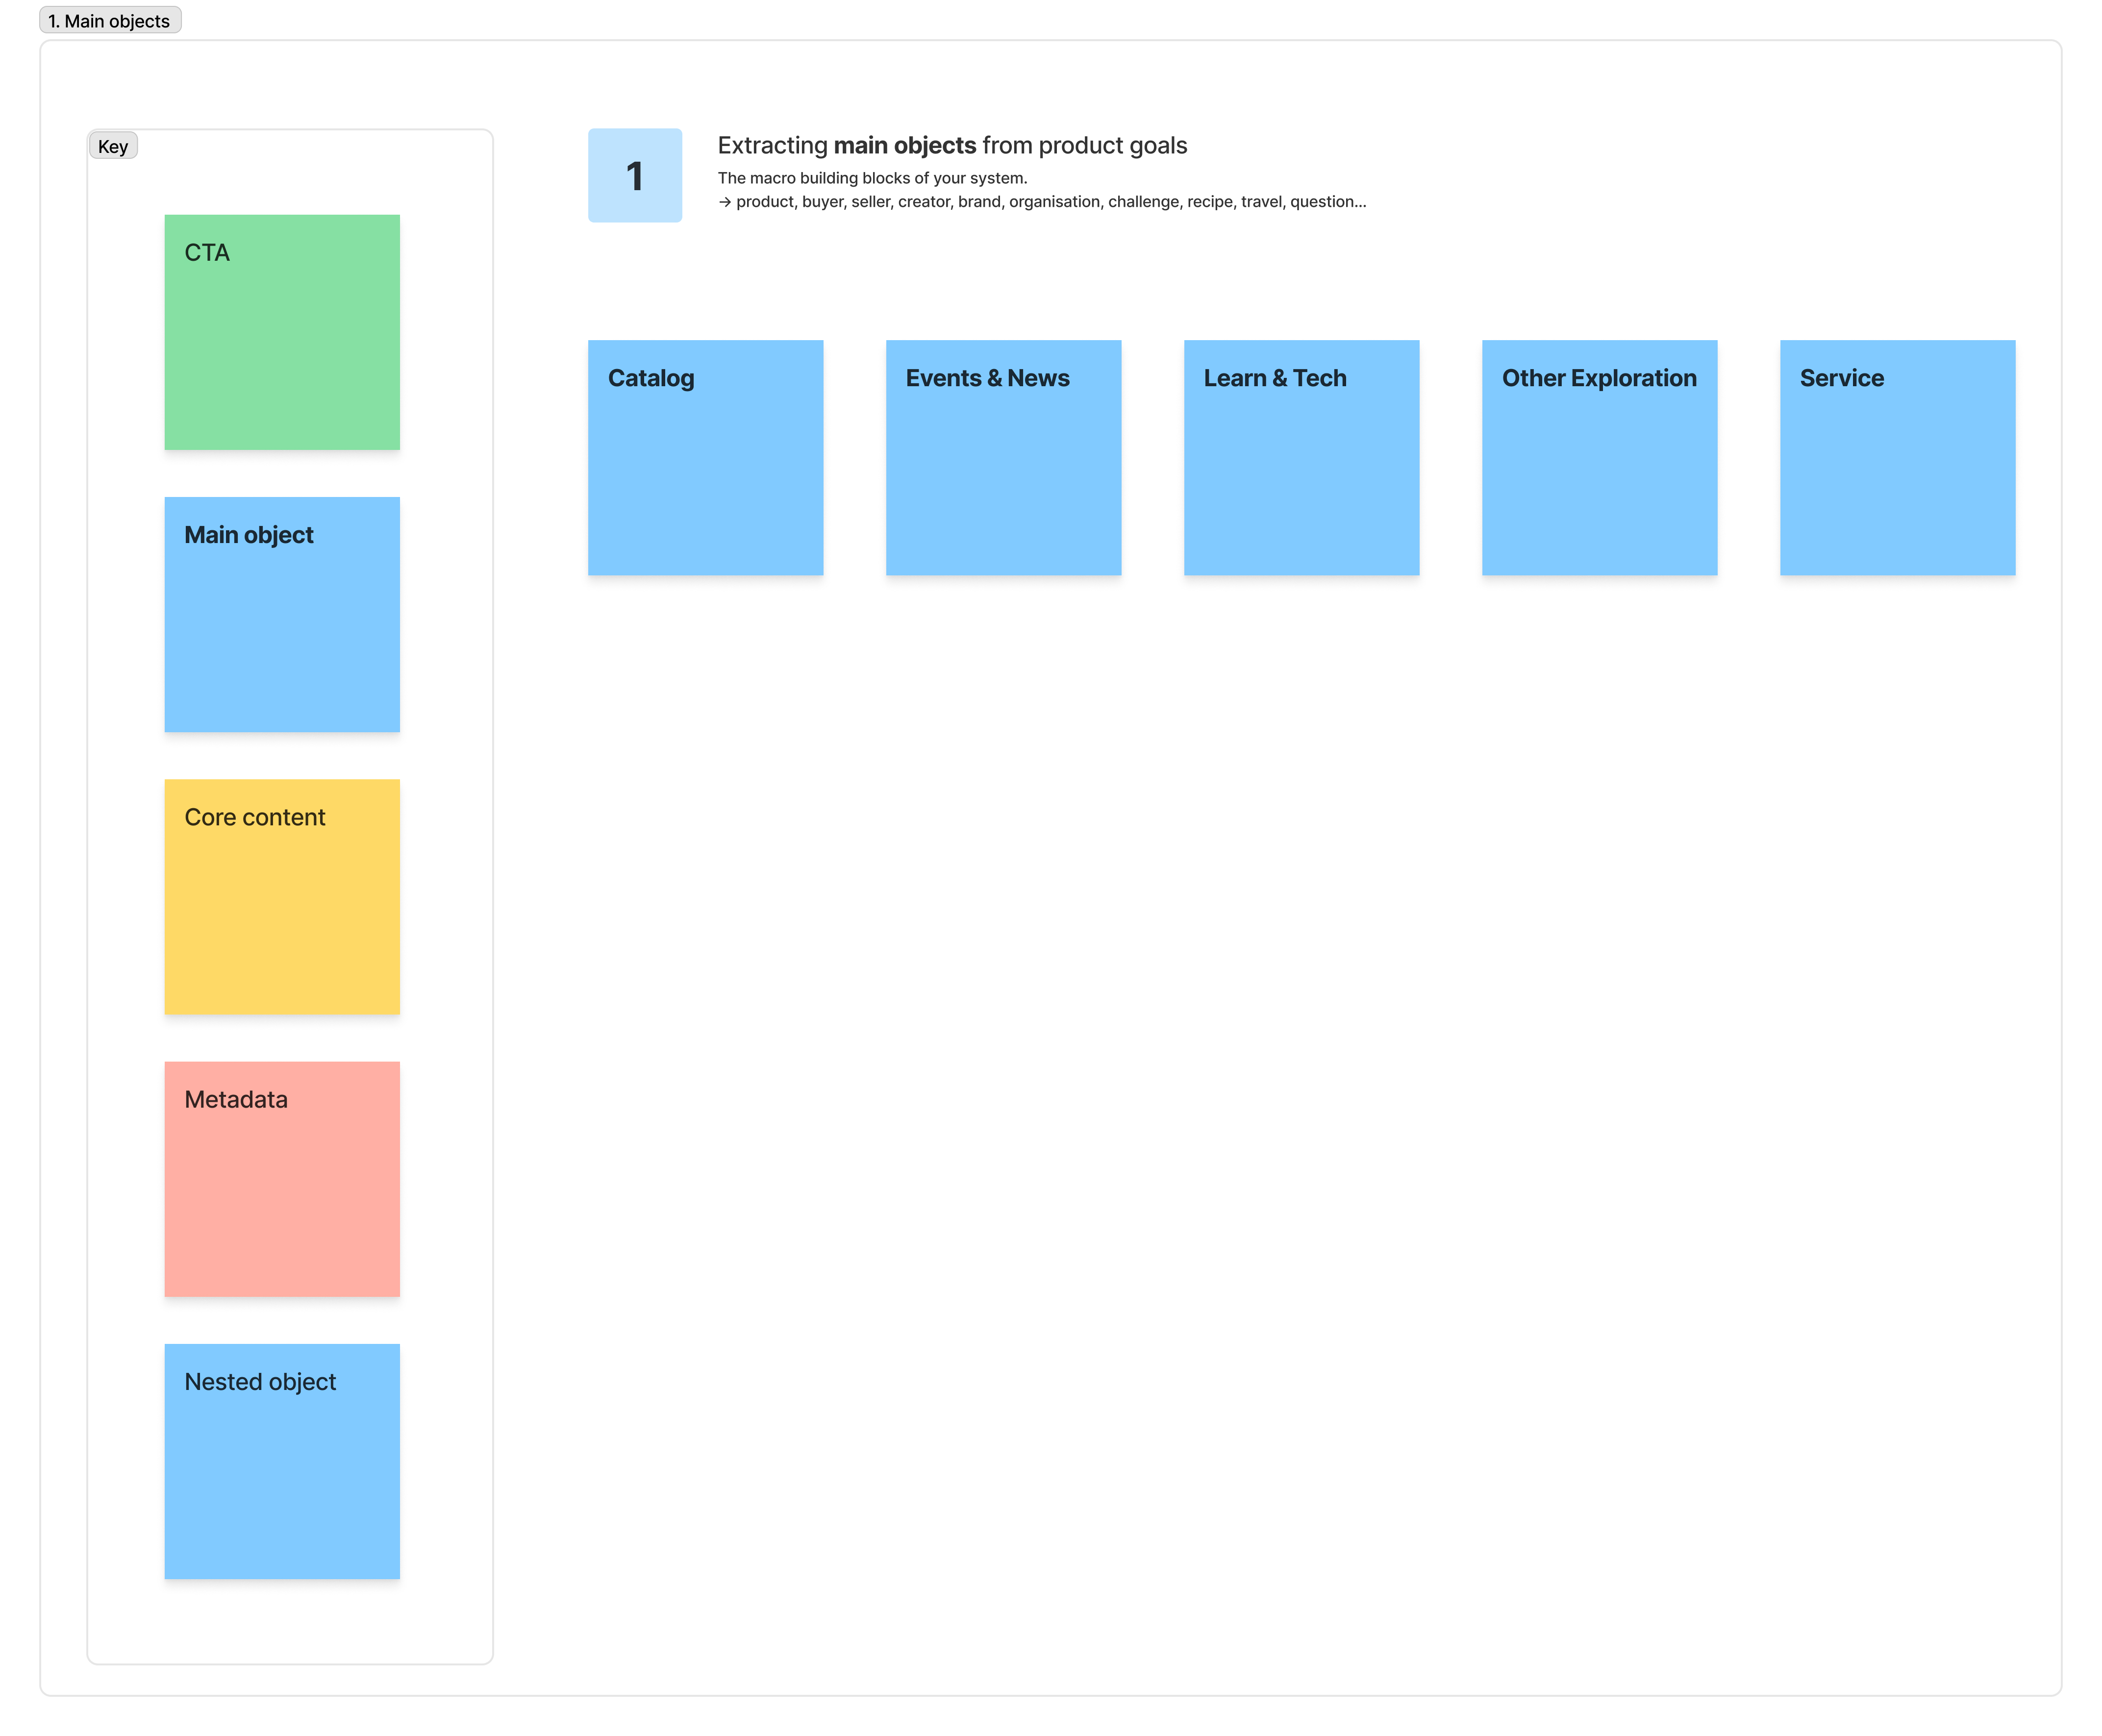 1. Main objects
Key
CTA
Main object
Core content
Metadata
Nested object
1
Extracting main objects from product goals
The macro building blocks of your system.
→ product, buyer, seller, creator, brand, organisation, challenge, recipe, travel, question...
Catalog
Events & News
Learn & Tech
Other Exploration
Service